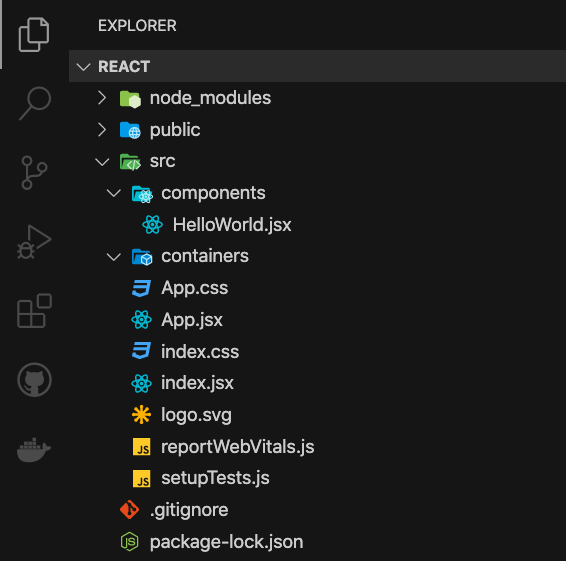 EXPLORER
REACT
node_modules
public
src
components
HelloWorld.jsx
containers
App.css
App.jsx
index.css
index.jsx
logo.svg
JS reportWebVitals.js
JS setupTests.js
.gitignore
JS package-lock.json